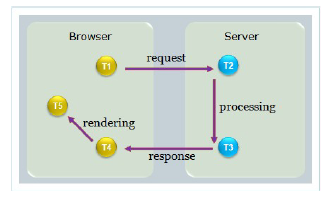 Browser
Server
T1
request
T2
processing
T5
rendering
T4
response
T3